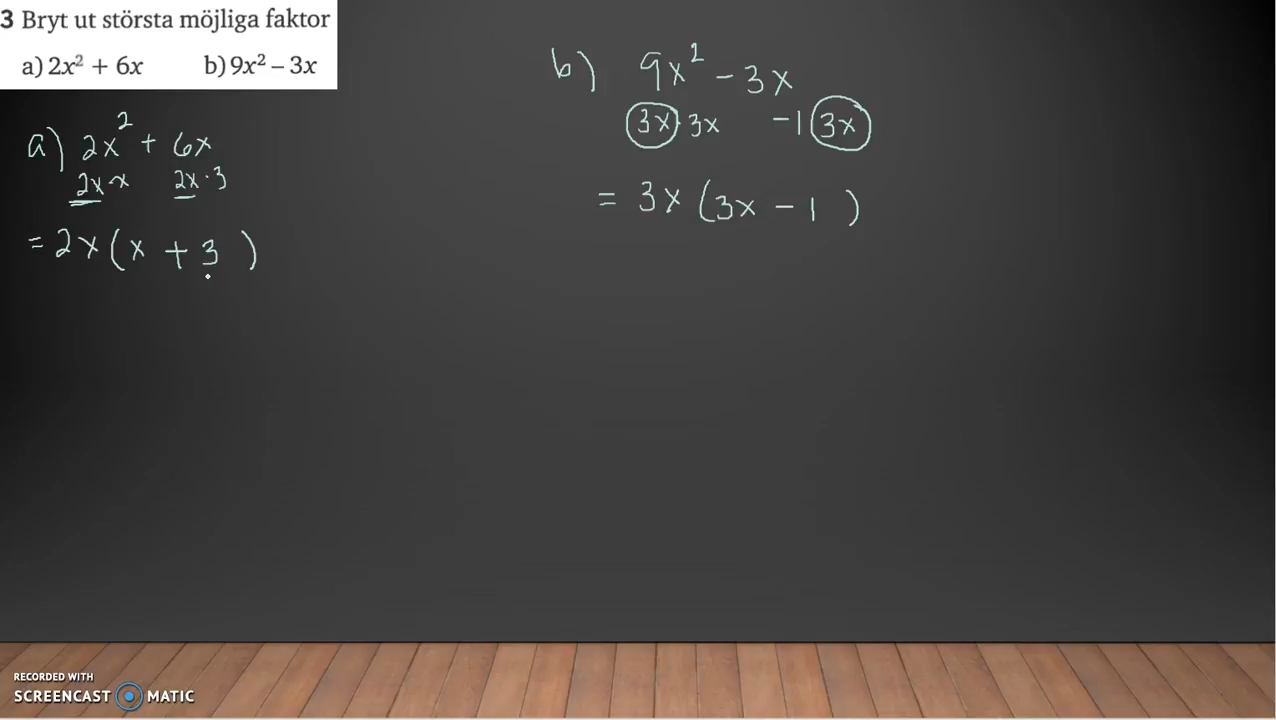 3 Bryt ut största möjliga faktor
a) 2x² + 6x b) 9x² – 3x
a) 2x² + 6x
2x·x 2x·3
= 2x(x + 3)
b) 9x² - 3x
3x·3x -1 3x
= 3x(3x - 1)
RECORDED WITH
SCREENCAST MATIC